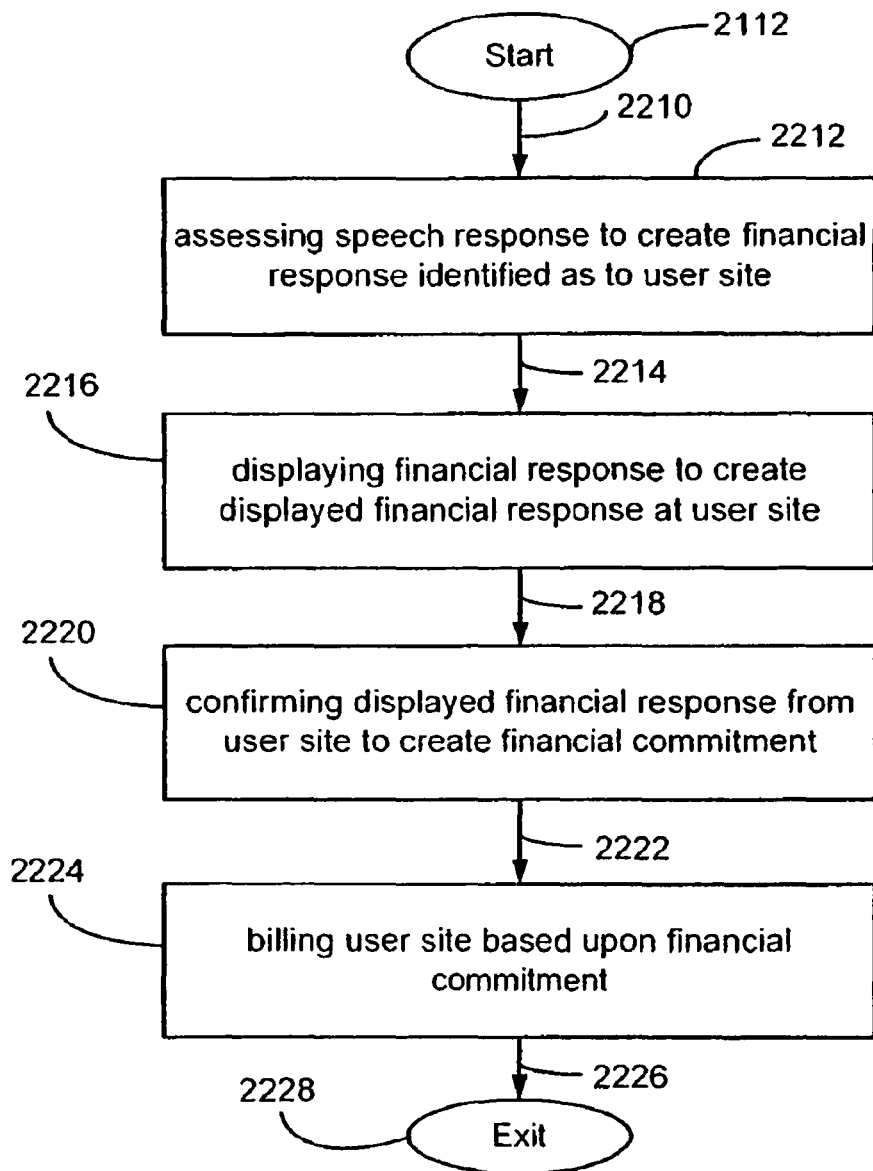 Start
2112
2210
2212
assessing speech response to create financial
response identified as to user site
2214
2216
displaying financial response to create
displayed financial response at user site
2218
2220
confirming displayed financial response from
user site to create financial commitment
2222
2224
billing user site based upon financial
commitment
2226
2228
Exit